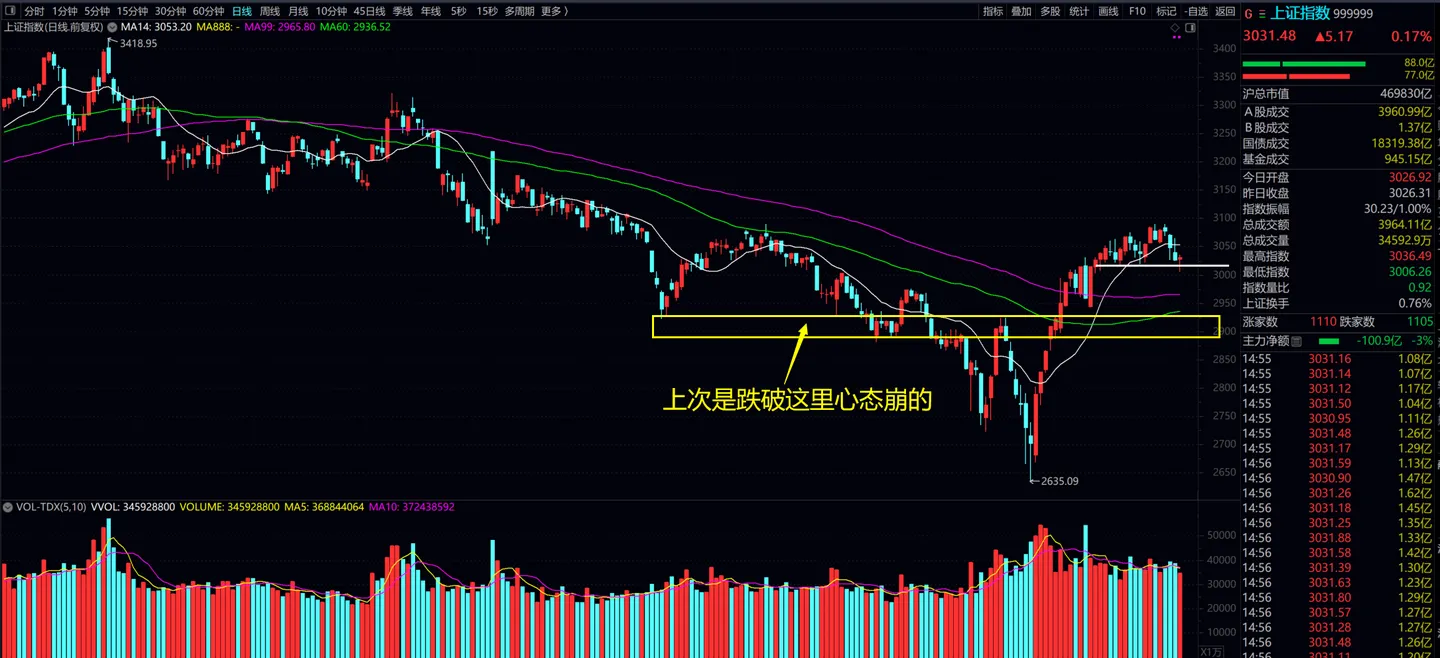 分时 1分钟 5分钟 15分钟 30分钟 60分钟 日线 周线 月线 10分钟 45日线 季线 年线 5秒 15秒 多周期 更多 〉 指标 叠加 多股 统计 画线 F10 标记 -自选 返回
上证指数(日线.前复权) MA14: 3053.20 MA888: - MA99: 2965.80 MA60: 2936.52
3418.95
3400
3350
3300
3250
3200
3150
3100
3050
3000
2950
2900
2850
2800
2750
2700
2650
上次是跌破这里心态崩的
2635.09
VOL-TDX(5,10) VVOL: 345928800 VOLUME: 345928800 MA5: 368844064 MA10: 372438592
50000
40000
30000
20000
10000
X1万
G 上证指数 999999
3031.48 ▲5.17 0.17%
88.0亿
77.0亿
沪总市值 469830亿
A股成交 3960.99亿
B股成交 1.37亿
国债成交 18319.38亿
基金成交 945.15亿
今日开盘 3026.92
昨日收盘 3026.31
指数振幅 30.23/1.00%
总成交额 3964.11亿
总成交量 34592.9万
最高指数 3036.49
最低指数 3006.26
指数量比 0.92
上证换手 0.76%
涨家数 1110 跌家数 1105
主力净额 -100.9亿 -3%
14:55 3031.16 1.08亿
14:55 3031.14 1.07亿
14:55 3031.12 1.17亿
14:55 3031.50 1.04亿
14:55 3030.95 1.11亿
14:55 3031.48 1.26亿
14:55 3031.17 1.29亿
14:56 3031.59 1.13亿
14:56 3030.90 1.47亿
14:56 3031.26 1.62亿
14:56 3031.18 1.45亿
14:56 3031.25 1.35亿
14:56 3031.88 1.33亿
14:56 3031.58 1.42亿
14:56 3031.39 1.30亿
14:56 3031.63 1.23亿
14:56 3031.80 1.29亿
14:56 3031.57 1.27亿
14:56 3031.28 1.27亿
14:56 3031.48 1.26亿
14:56 3031.11 1.20亿